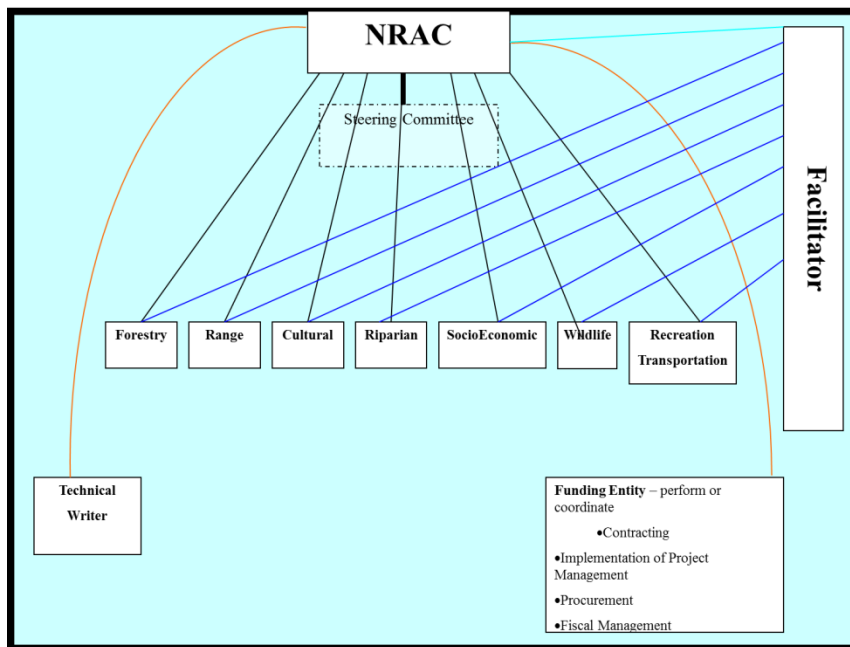 NRAC
Steering Committee
Facilitator
Forestry
Range
Cultural
Riparian
SocioEconomic
Wildlife
Recreation
Transportation
Technical
Writer
Funding Entity – perform or
coordinate
•Contracting
•Implementation of Project
Management
•Procurement
•Fiscal Management